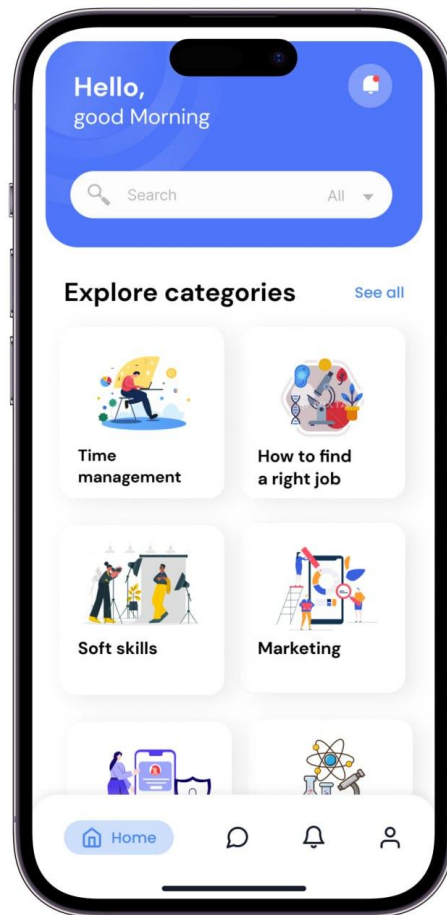 Hello,
good Morning
Search All
Explore categories See all
Time
management
How to find
a right job
Soft skills
Marketing
Home